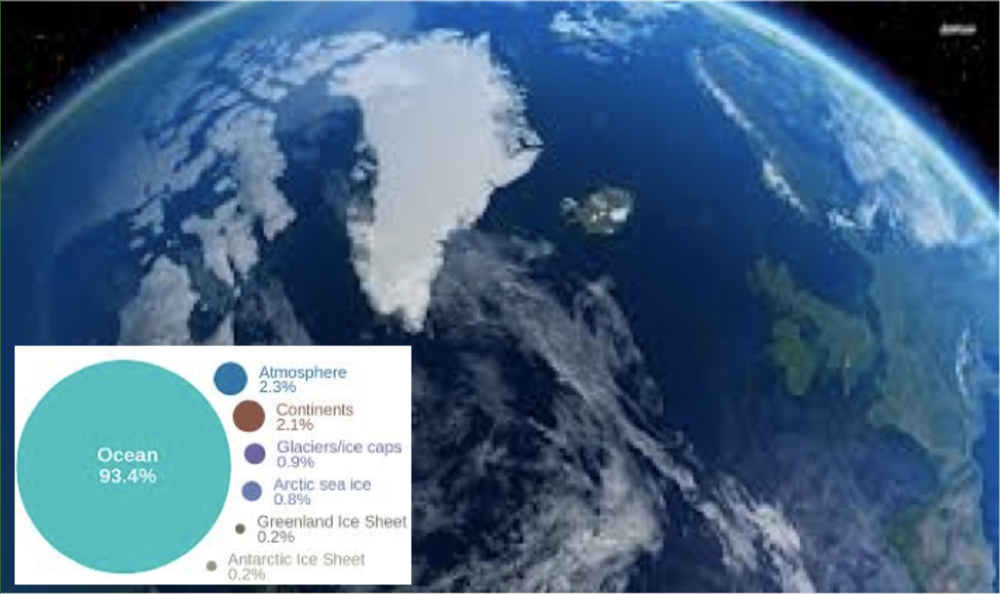 Ocean
93.4%
Atmosphere
2.3%
Continents
2.1%
Glaciers/ice caps
0.9%
Arctic sea ice
0.8%
Greenland Ice Sheet
0.2%
Antarctic Ice Sheet
0.2%